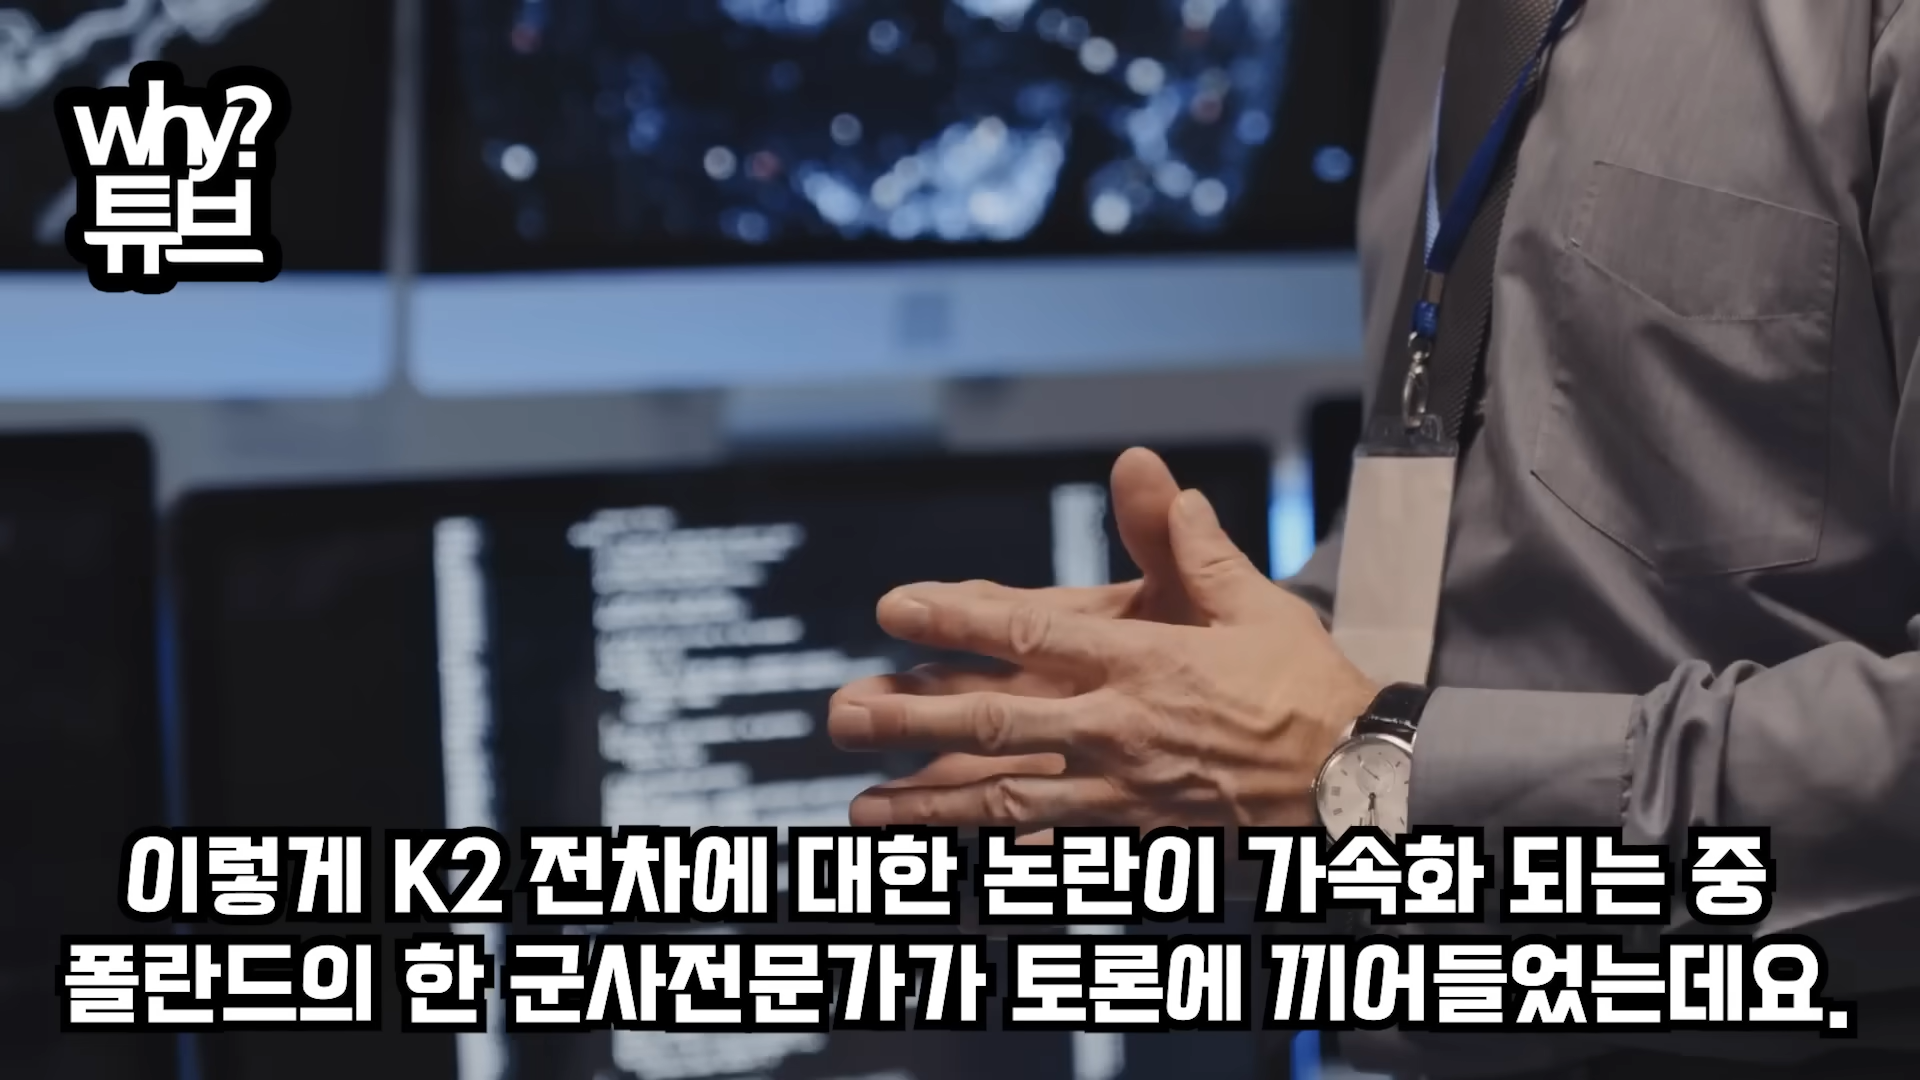 why?
튜브
이렇게 K2 전차에 대한 논란이 가속화 되는 중
폴란드의 한 군사전문가가 토론에 끼어들었는데요.